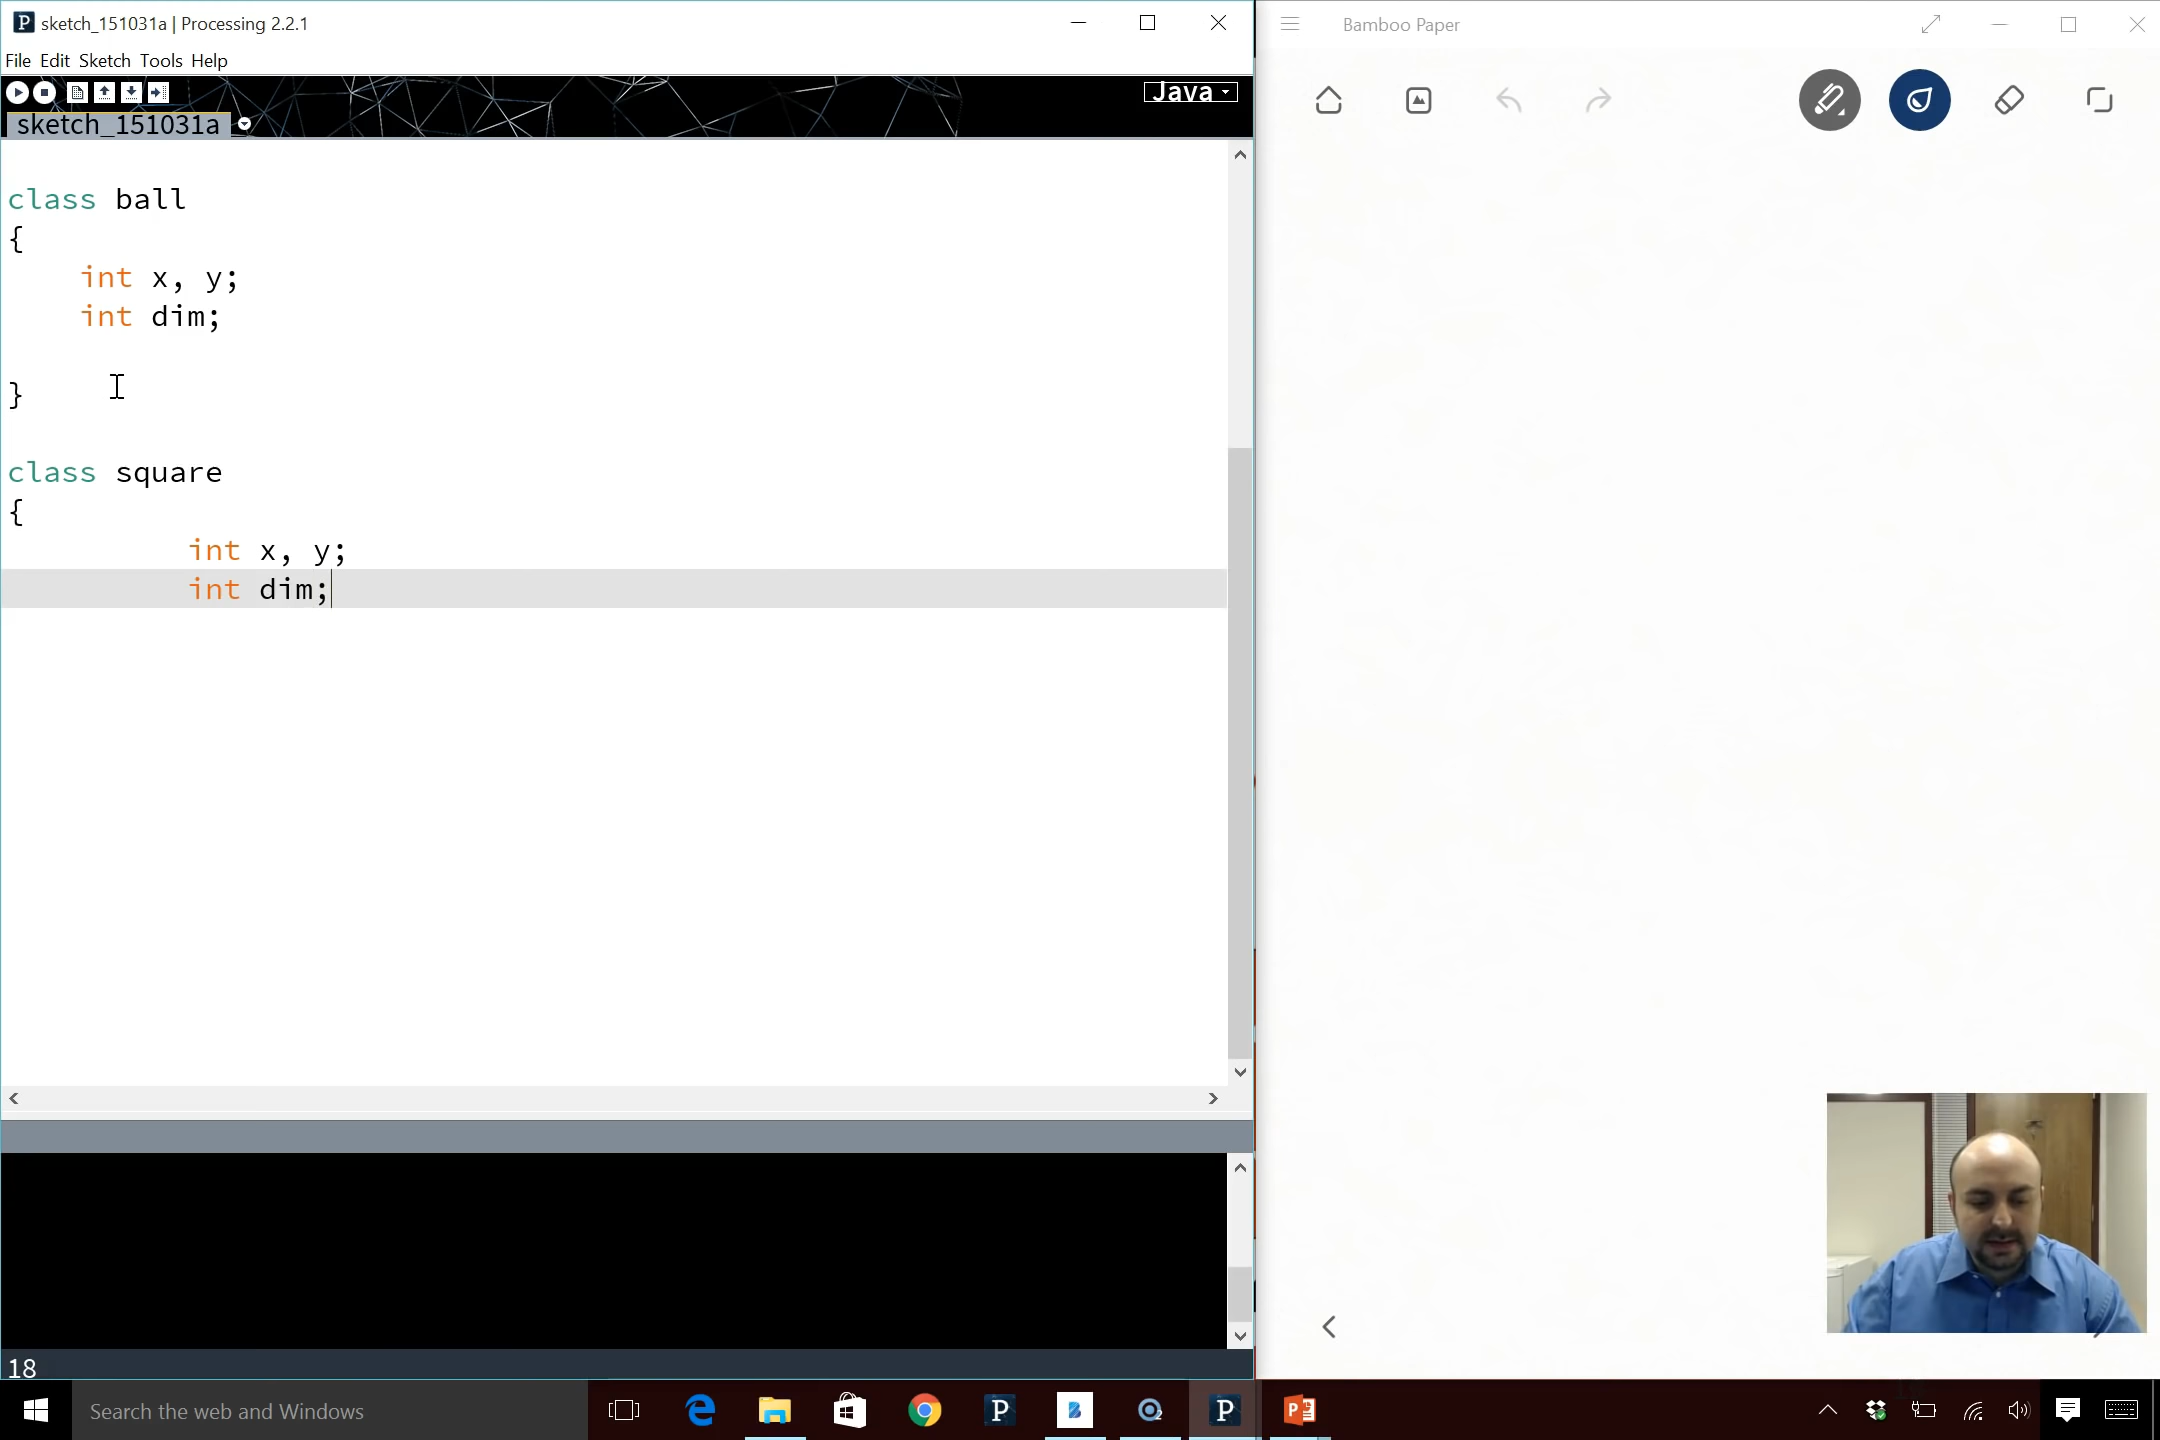 sketch_151031a | Processing 2.2.1
File Edit Sketch Tools Help
Java
sketch_151031a
class ball
{
    int x, y;
    int dim;
}
class square
{
          int x, y;
          int dim;
18
Bamboo Paper
Search the web and Windows